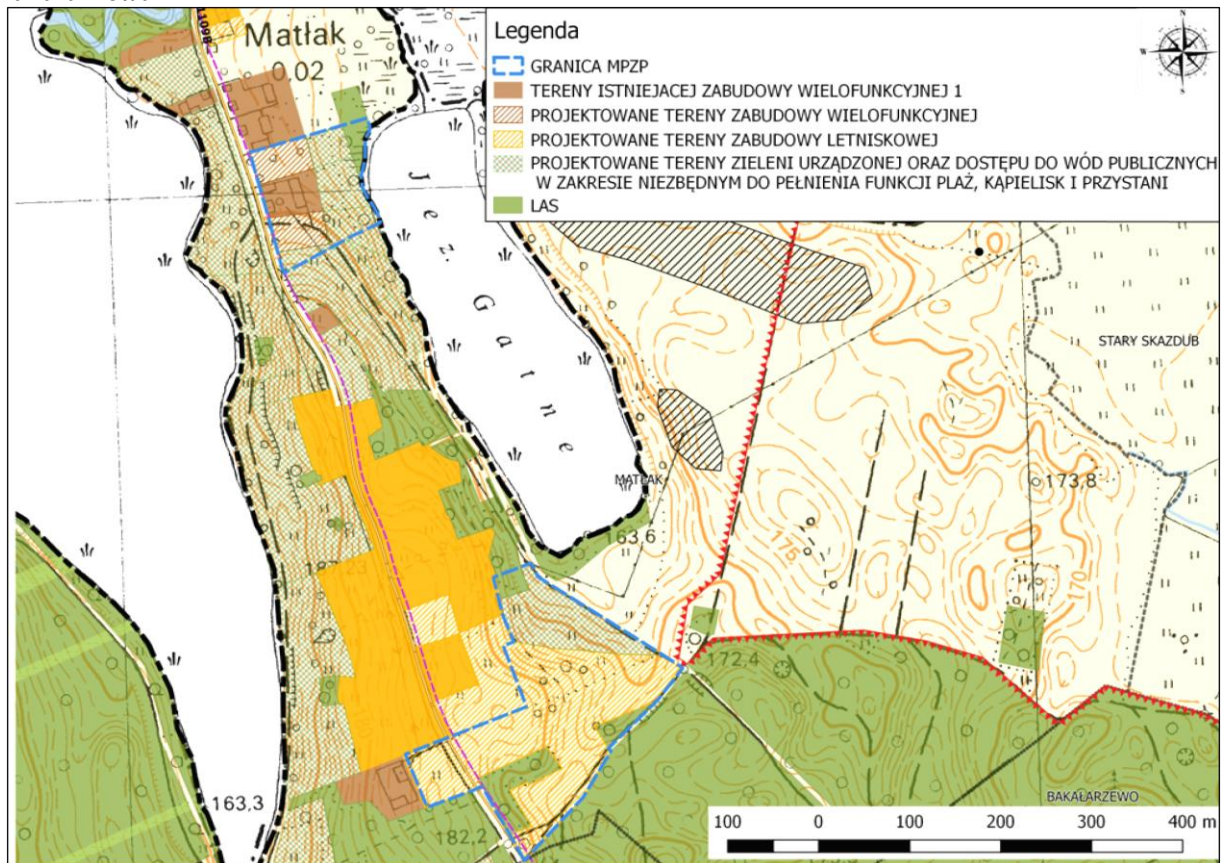 1098B
Matłak
0.02
Legenda
GRANICA MPZP
TERENY ISTNIEJACEJ ZABUDOWY WIELOFUNKCYJNEJ 1
PROJEKTOWANE TERENY ZABUDOWY WIELOFUNKCYJNEJ
PROJEKTOWANE TERENY ZABUDOWY LETNISKOWEJ
PROJEKTOWANE TERENY ZIELENI URZĄDZONEJ ORAZ DOSTĘPU DO WÓD PUBLICZNYCH
W ZAKRESIE NIEZBĘDNYM DO PEŁNIENIA FUNKCJI PLAŻ, KĄPIELISK I PRZYSTANI
LAS
Jez. Gatne
STARY SKAZDUB
173,8
MATŁAK
163,6
175
170
172,4
163,3
182,2
BAKAŁARZEWO
100 0 100 200 300 400 m